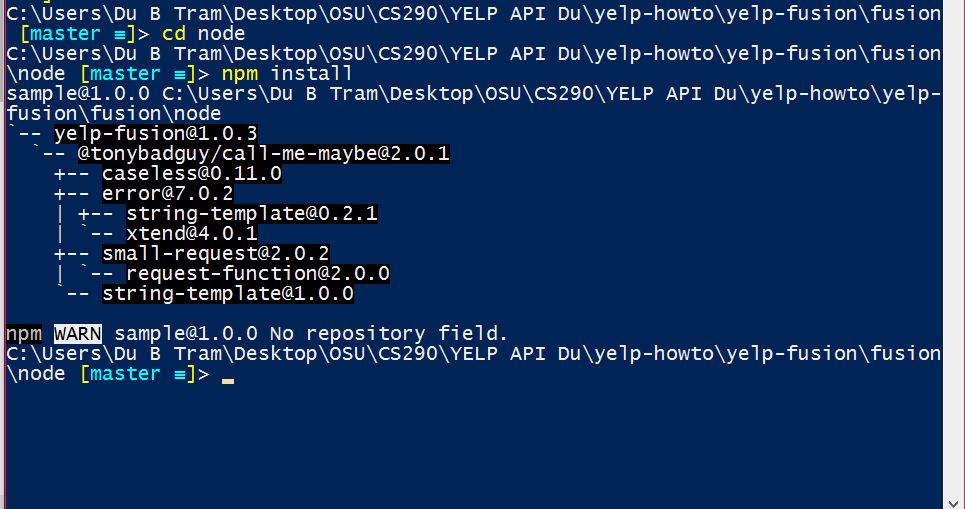 C:\Users\Du B Tram\Desktop\OSU\CS290\YELP API Du\yelp-howto\yelp-fusion\fusion
[master ≡]> cd node
C:\Users\Du B Tram\Desktop\OSU\CS290\YELP API Du\yelp-howto\yelp-fusion\fusion
\node [master ≡]> npm install
sample@1.0.0 C:\Users\Du B Tram\Desktop\OSU\CS290\YELP API Du\yelp-howto\yelp-
fusion\fusion\node
`-- yelp-fusion@1.0.3
  `-- @tonybadguy/call-me-maybe@2.0.1
    +-- caseless@0.11.0
    +-- error@7.0.2
    | +-- string-template@0.2.1
    | `-- xtend@4.0.1
    +-- small-request@2.0.2
    | `-- request-function@2.0.0
    `-- string-template@1.0.0
npm WARN sample@1.0.0 No repository field.
C:\Users\Du B Tram\Desktop\OSU\CS290\YELP API Du\yelp-howto\yelp-fusion\fusion
\node [master ≡]> _